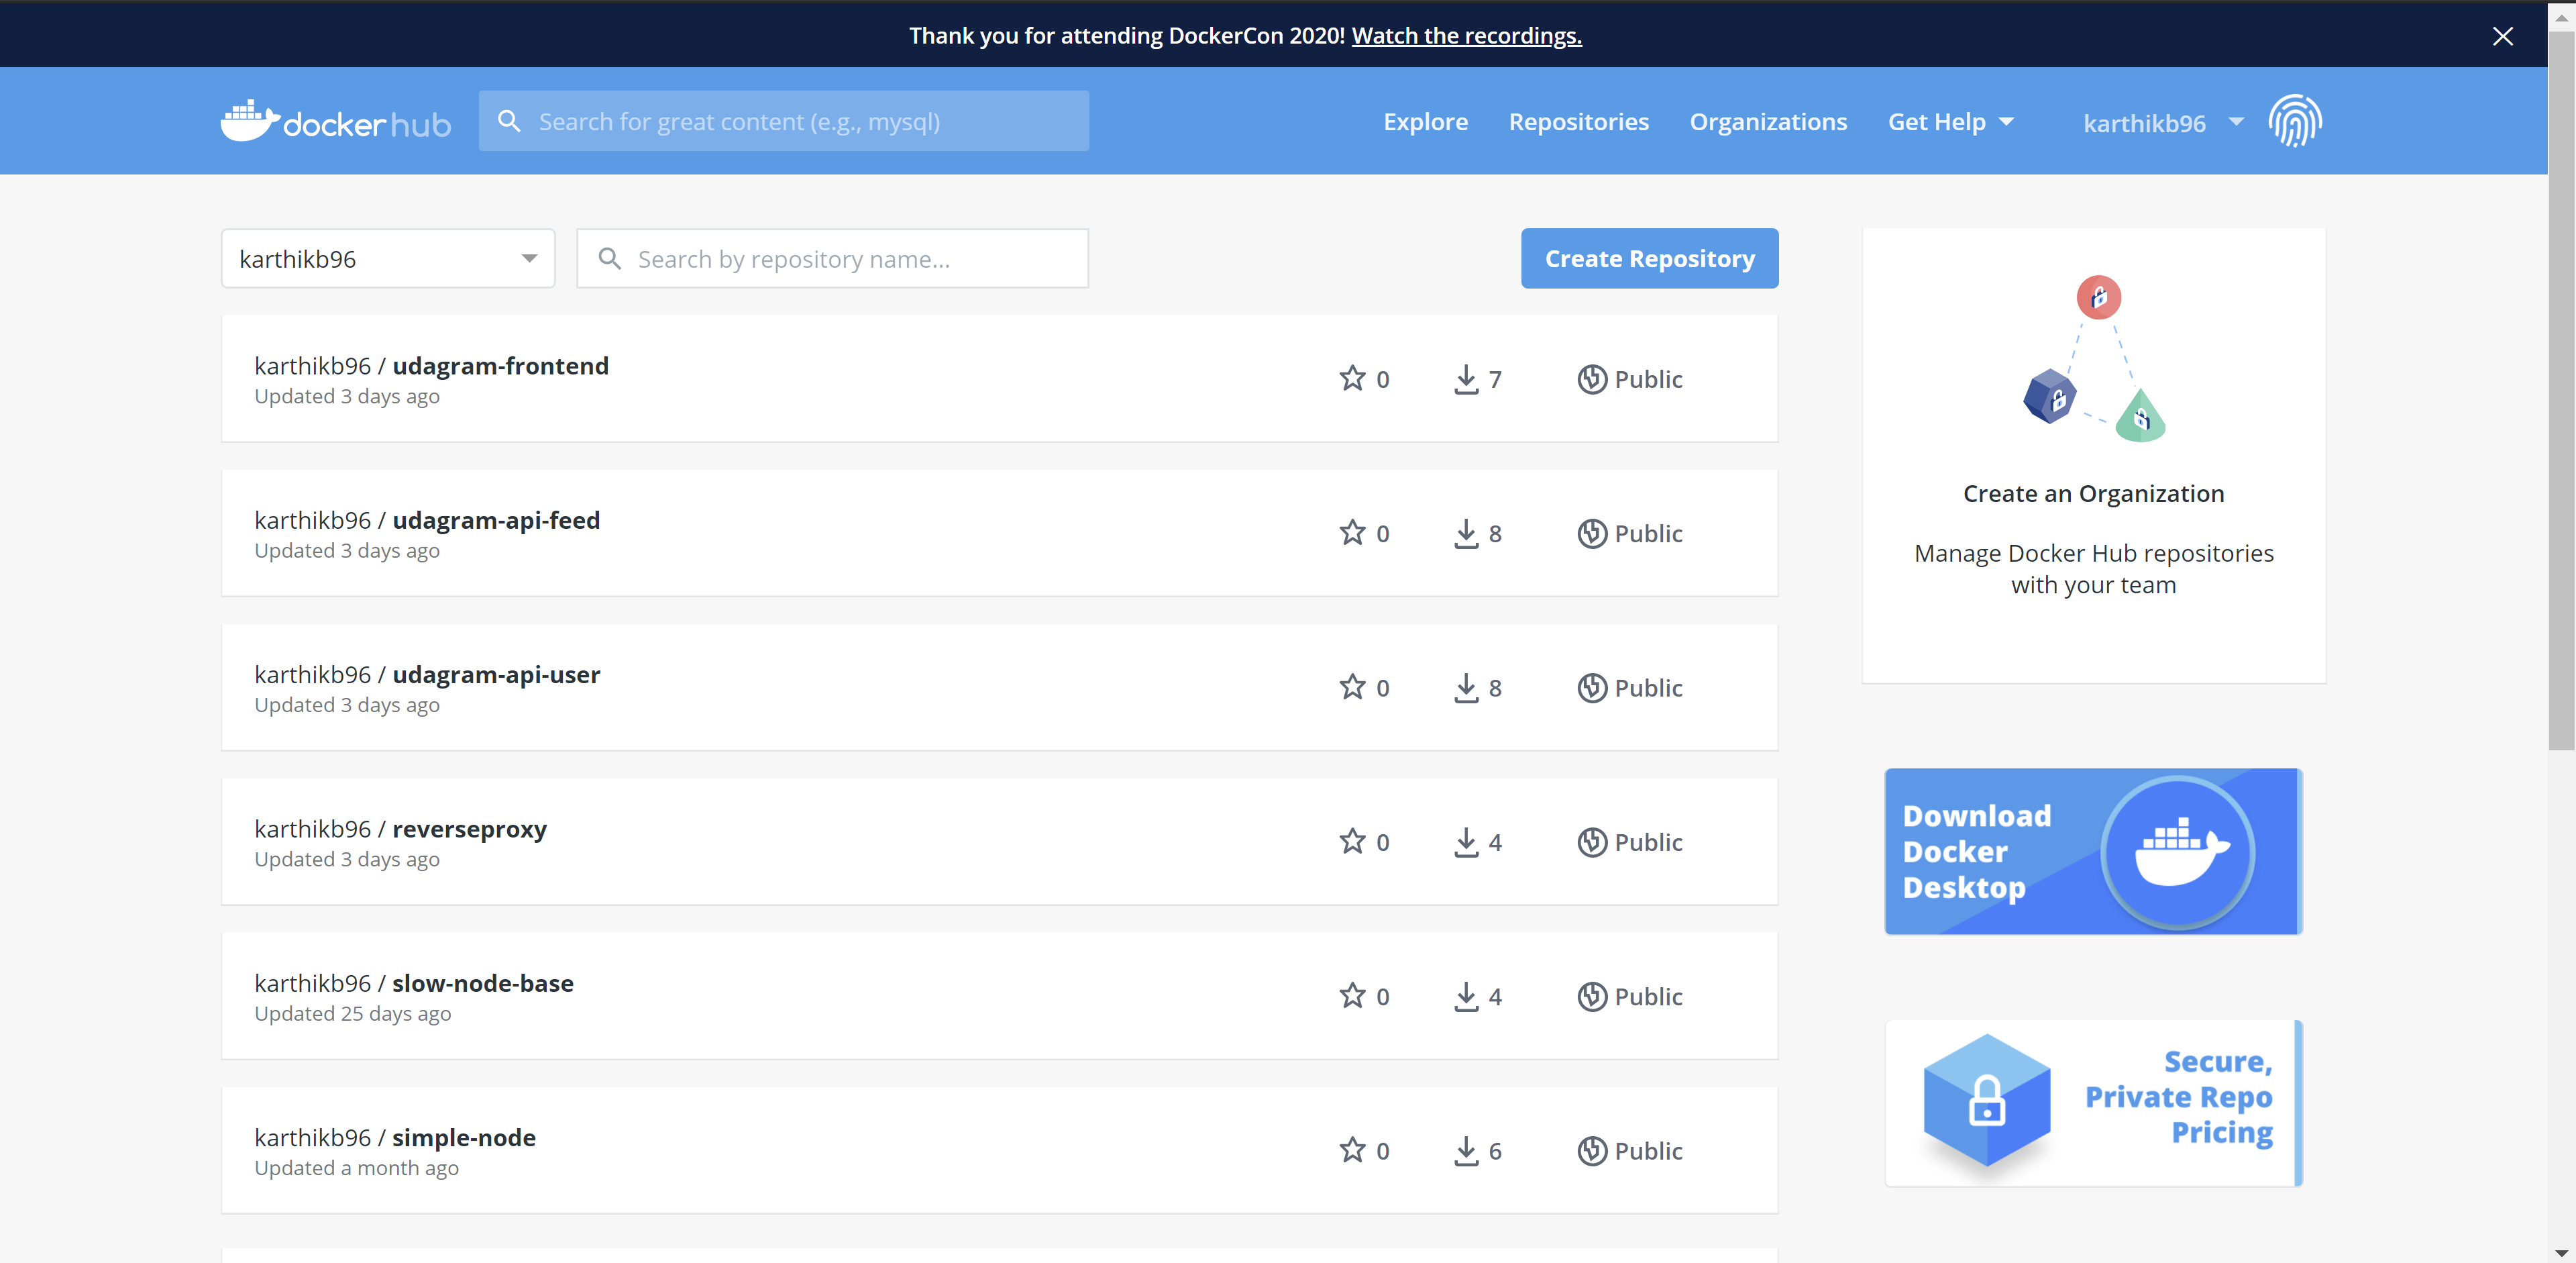 Thank you for attending DockerCon 2020! Watch the recordings.
docker hub
Search for great content (e.g., mysql)
Explore
Repositories
Organizations
Get Help
karthikb96
karthikb96
Search by repository name...
Create Repository
karthikb96 / udagram-frontend
Updated 3 days ago
0
7
Public
karthikb96 / udagram-api-feed
Updated 3 days ago
0
8
Public
karthikb96 / udagram-api-user
Updated 3 days ago
0
8
Public
karthikb96 / reverseproxy
Updated 3 days ago
0
4
Public
karthikb96 / slow-node-base
Updated 25 days ago
0
4
Public
karthikb96 / simple-node
Updated a month ago
0
6
Public
Create an Organization
Manage Docker Hub repositories
with your team
Download
Docker
Desktop
Secure,
Private Repo
Pricing